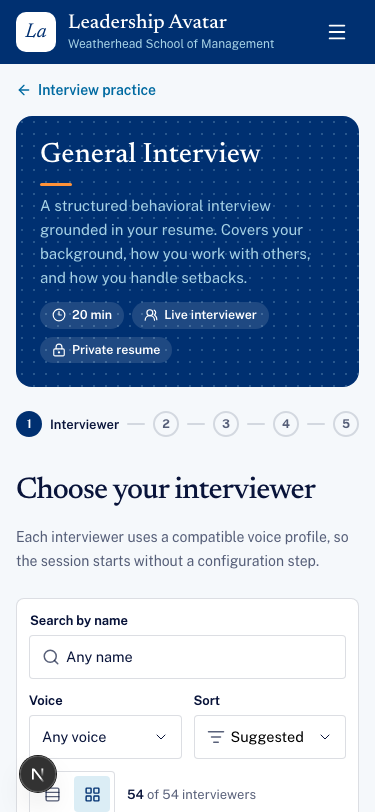 La
Leadership Avatar
Weatherhead School of Management
Interview practice
General Interview
A structured behavioral interview
grounded in your resume. Covers your
background, how you work with others,
and how you handle setbacks.
20 min
Live interviewer
Private resume
1 Interviewer 2 3 4 5
Choose your interviewer
Each interviewer uses a compatible voice profile, so
the session starts without a configuration step.
Search by name
Any name
Voice
Sort
Any voice
Suggested
N
54 of 54 interviewers